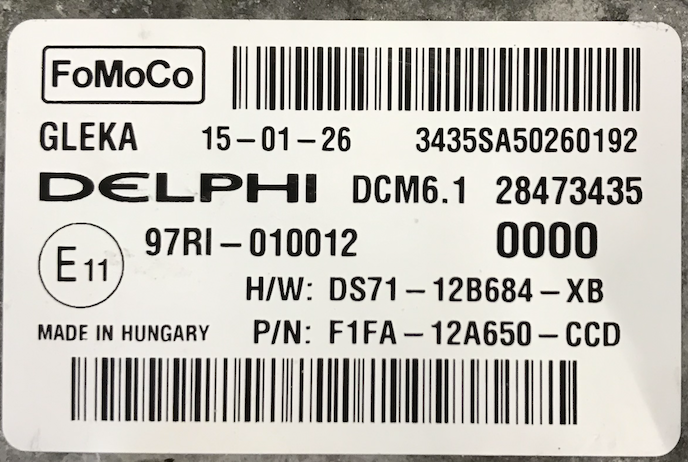 FoMoCo
GLEKA 15-01-26 3435SA50260192
DELPHI DCM6.1 28473435
E11 97RI-010012 0000
H/W: DS71-12B684-XB
MADE IN HUNGARY P/N: F1FA-12A650-CCD